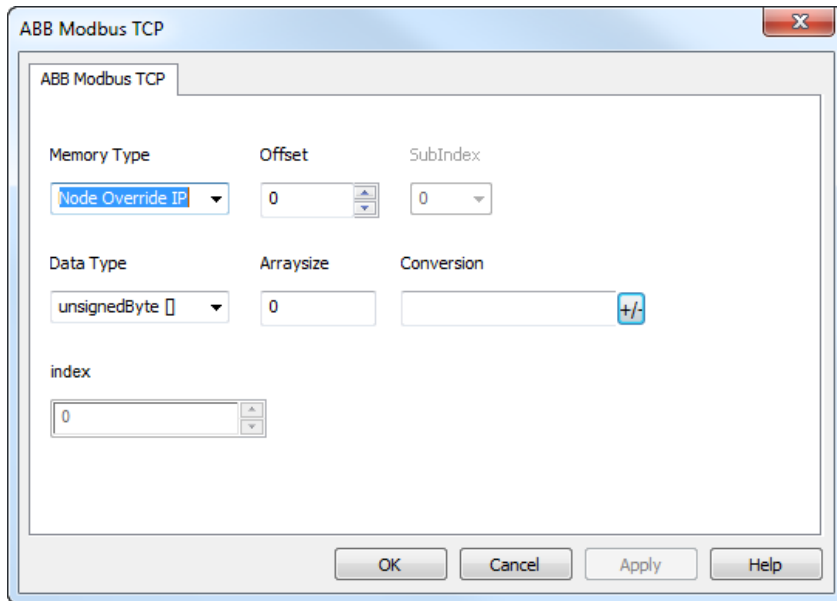 ABB Modbus TCP
ABB Modbus TCP
Memory Type Offset SubIndex
Node Override IP 0 0
Data Type Arraysize Conversion
unsignedByte [] 0 +/-
index
0
OK Cancel Apply Help